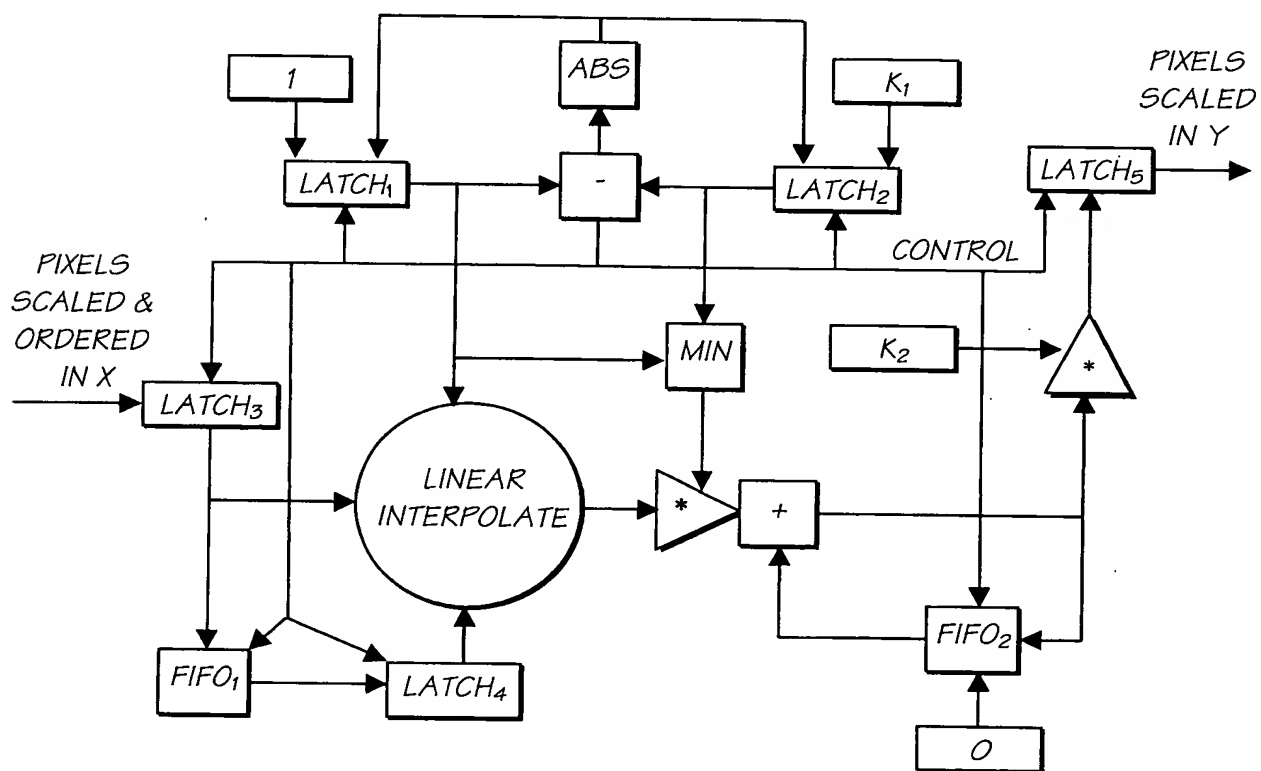 ABS
1
K₁
PIXELS
SCALED
IN Y
LATCH₁
-
LATCH₂
LATCH₅
CONTROL
PIXELS
SCALED &
ORDERED
IN X
MIN
K₂
*
LATCH₃
LINEAR
INTERPOLATE
*
+
FIFO₁
LATCH₄
FIFO₂
0